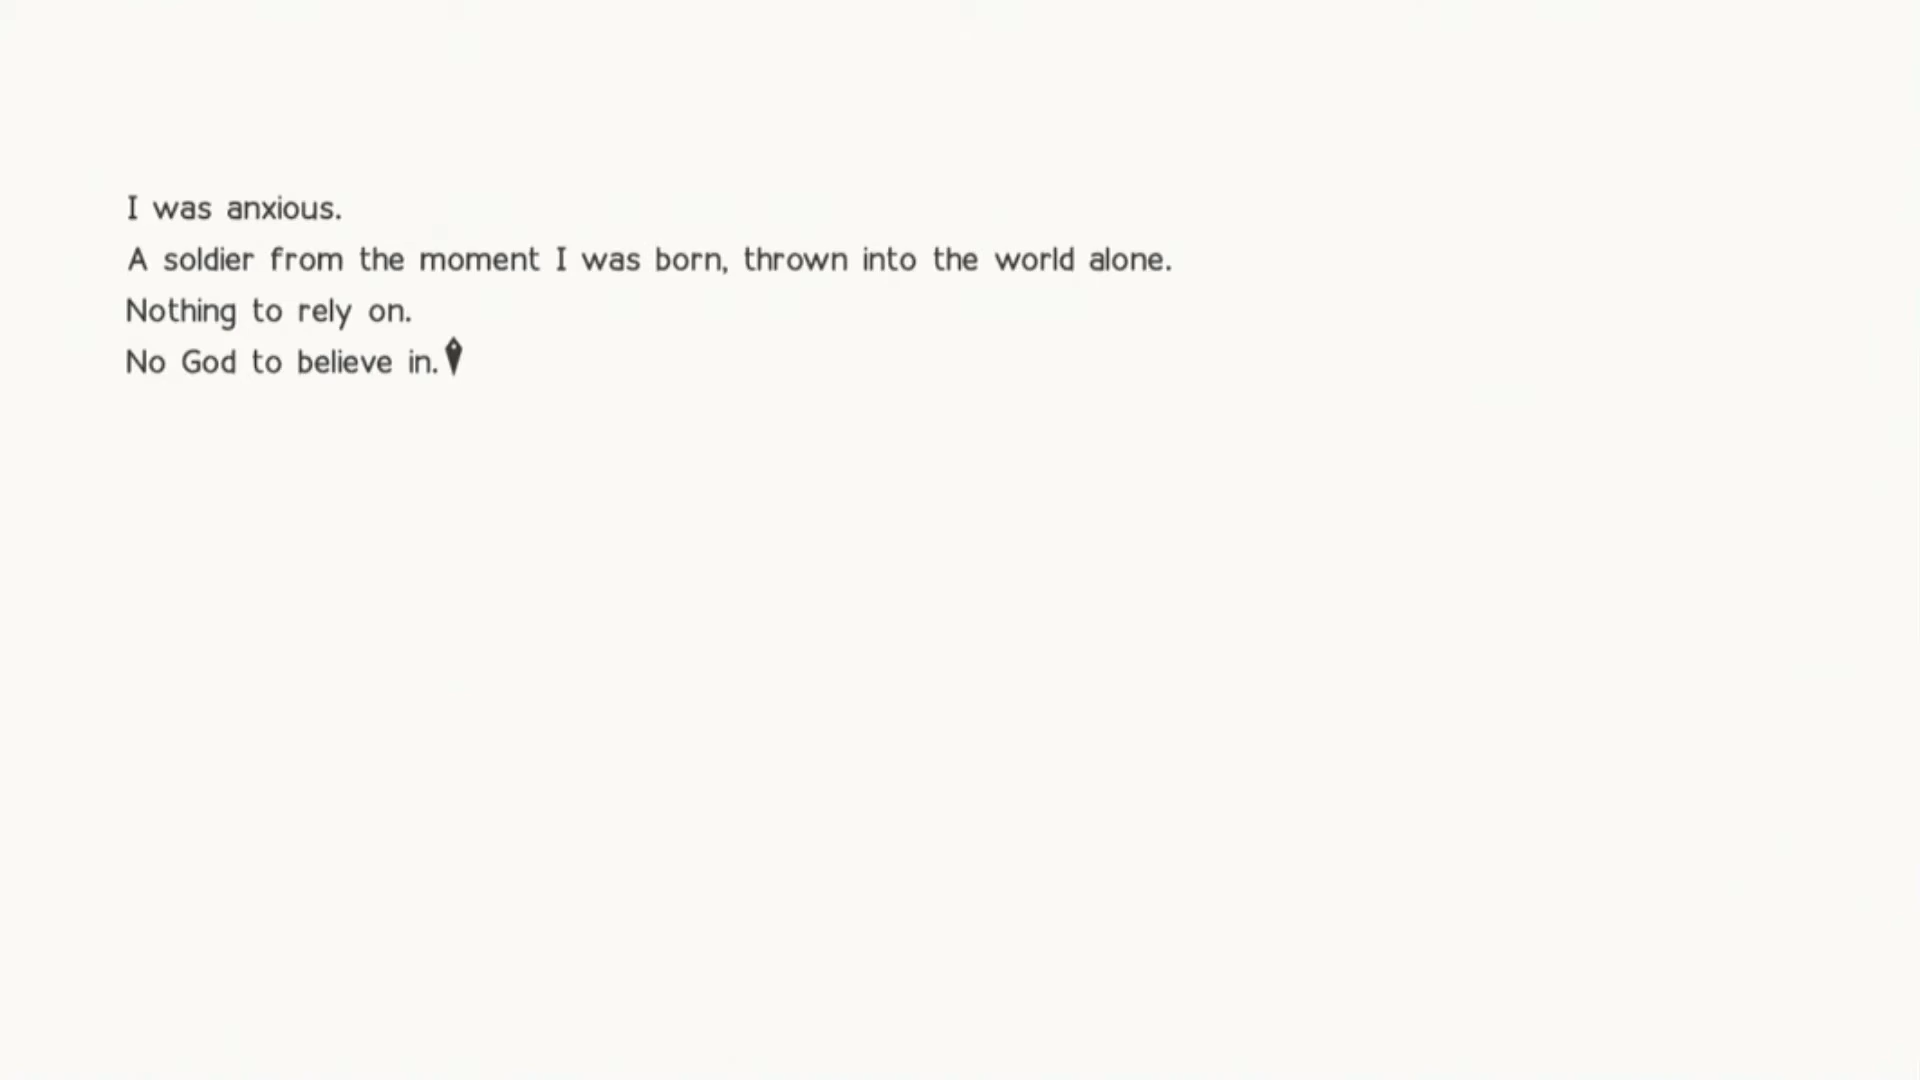 I was anxious.
A soldier from the moment I was born, thrown into the world alone.
Nothing to rely on.
No God to believe in.